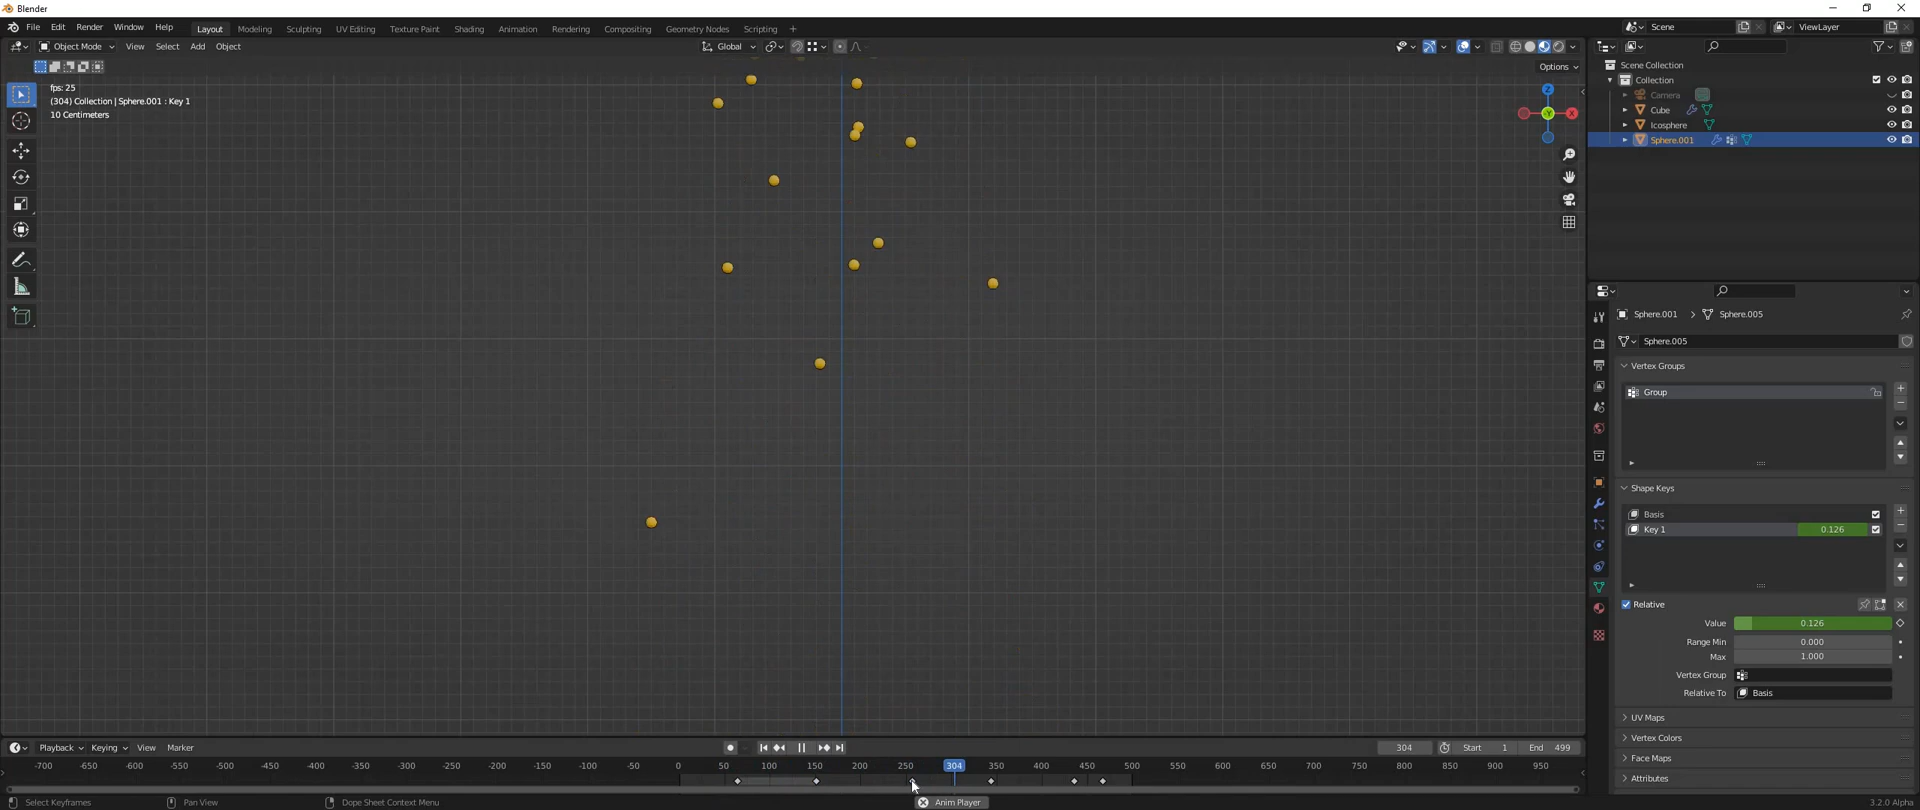 Blender
File Edit Render Window Help Layout Modeling Sculpting UV Editing Texture Paint Shading Animation Rendering Compositing Geometry Nodes Scripting + Scene ViewLayer
Object Mode View Select Add Object Global
Options
fps: 25
(304) Collection | Sphere.001 : Key 1
10 Centimeters
Z
X
Y
Scene Collection
Collection
Camera
Cube
Icosphere
Sphere.001
Sphere.001 > Sphere.005
Sphere.005
Vertex Groups
Group
Shape Keys
Basis
Key 1 0.126
Relative
Value 0.126
Range Min 0.000
Max 1.000
Vertex Group
Relative To Basis
UV Maps
Vertex Colors
Face Maps
Attributes
Playback Keying View Marker 304 Start 1 End 499
-700 -650 -600 -550 -500 -450 -400 -350 -300 -250 -200 -150 -100 -50 0 50 100 150 200 250 304 350 400 450 500 550 600 650 700 750 800 850 900 950
Select Keyframes Pan View Dope Sheet Context Menu Anim Player 3.2.0 Alpha